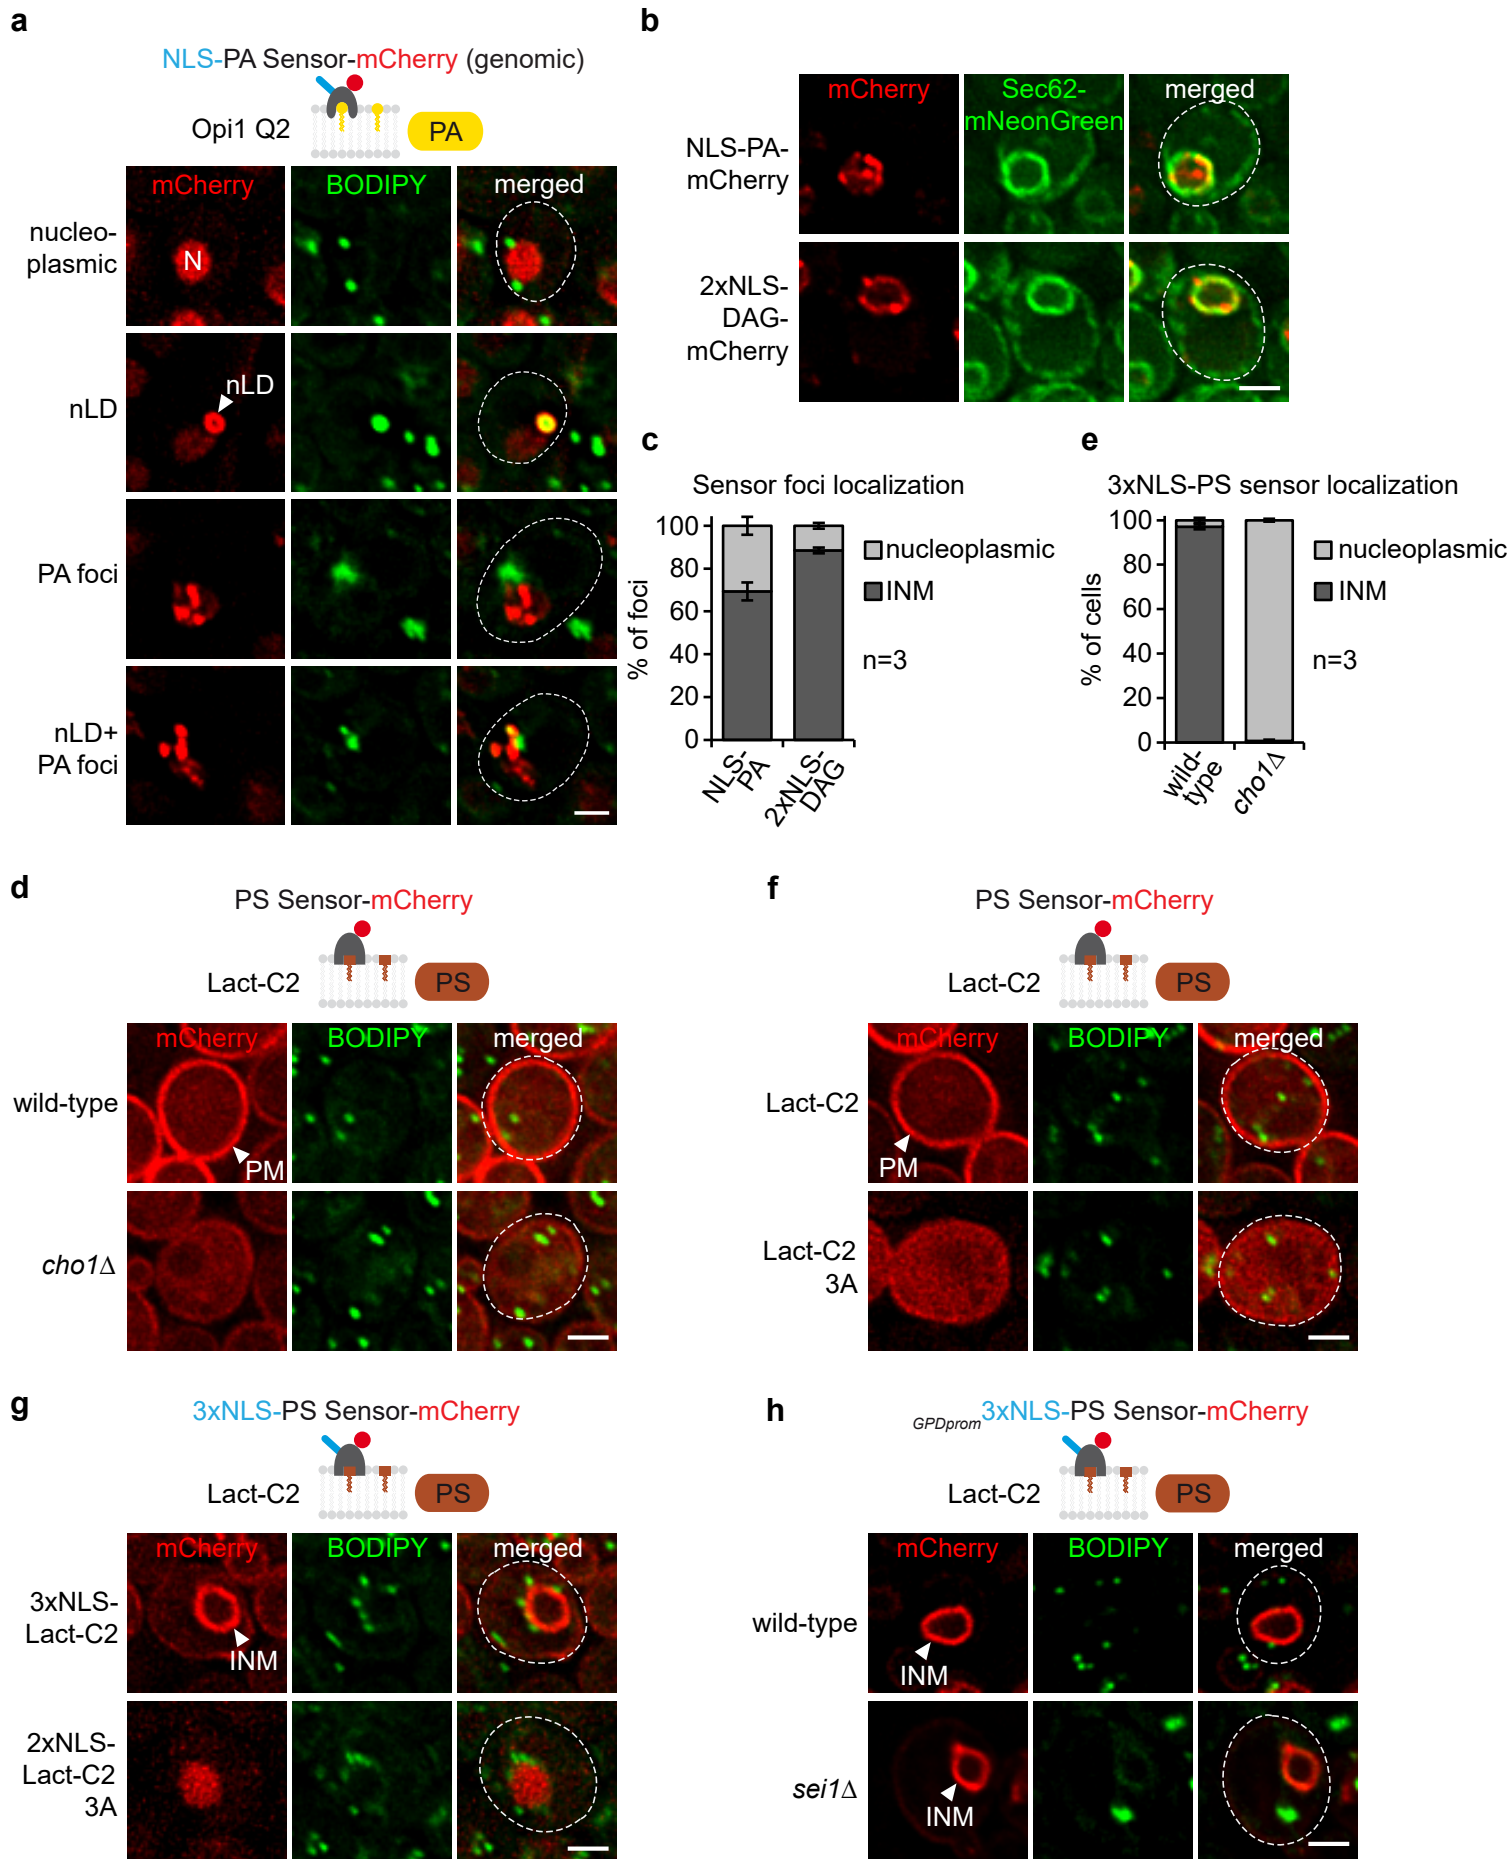 a
NLS-PA Sensor-mCherry (genomic)
Opi1 Q2
PA
mCherry
BODIPY
merged
nucleo-
plasmic
N
nLD
nLD
PA foci
nLD+
PA foci
b
mCherry
Sec62-
mNeonGreen
merged
NLS-PA-
mCherry
2xNLS-
DAG-
mCherry
c
Sensor foci localization
% of foci
100
80
60
40
20
0
nucleoplasmic
INM
n=3
NLS-
PA
2xNLS-
DAG
e
3xNLS-PS sensor localization
% of cells
100
80
60
40
20
0
nucleoplasmic
INM
n=3
wild-
type
cho1Δ
d
PS Sensor-mCherry
Lact-C2
PS
mCherry
BODIPY
merged
wild-type
PM
cho1Δ
f
PS Sensor-mCherry
Lact-C2
PS
mCherry
BODIPY
merged
Lact-C2
PM
Lact-C2
3A
g
3xNLS-PS Sensor-mCherry
Lact-C2
PS
mCherry
BODIPY
merged
3xNLS-
Lact-C2
INM
2xNLS-
Lact-C2
3A
h
GPDprom3xNLS-PS Sensor-mCherry
Lact-C2
PS
mCherry
BODIPY
merged
wild-type
INM
sei1Δ
INM